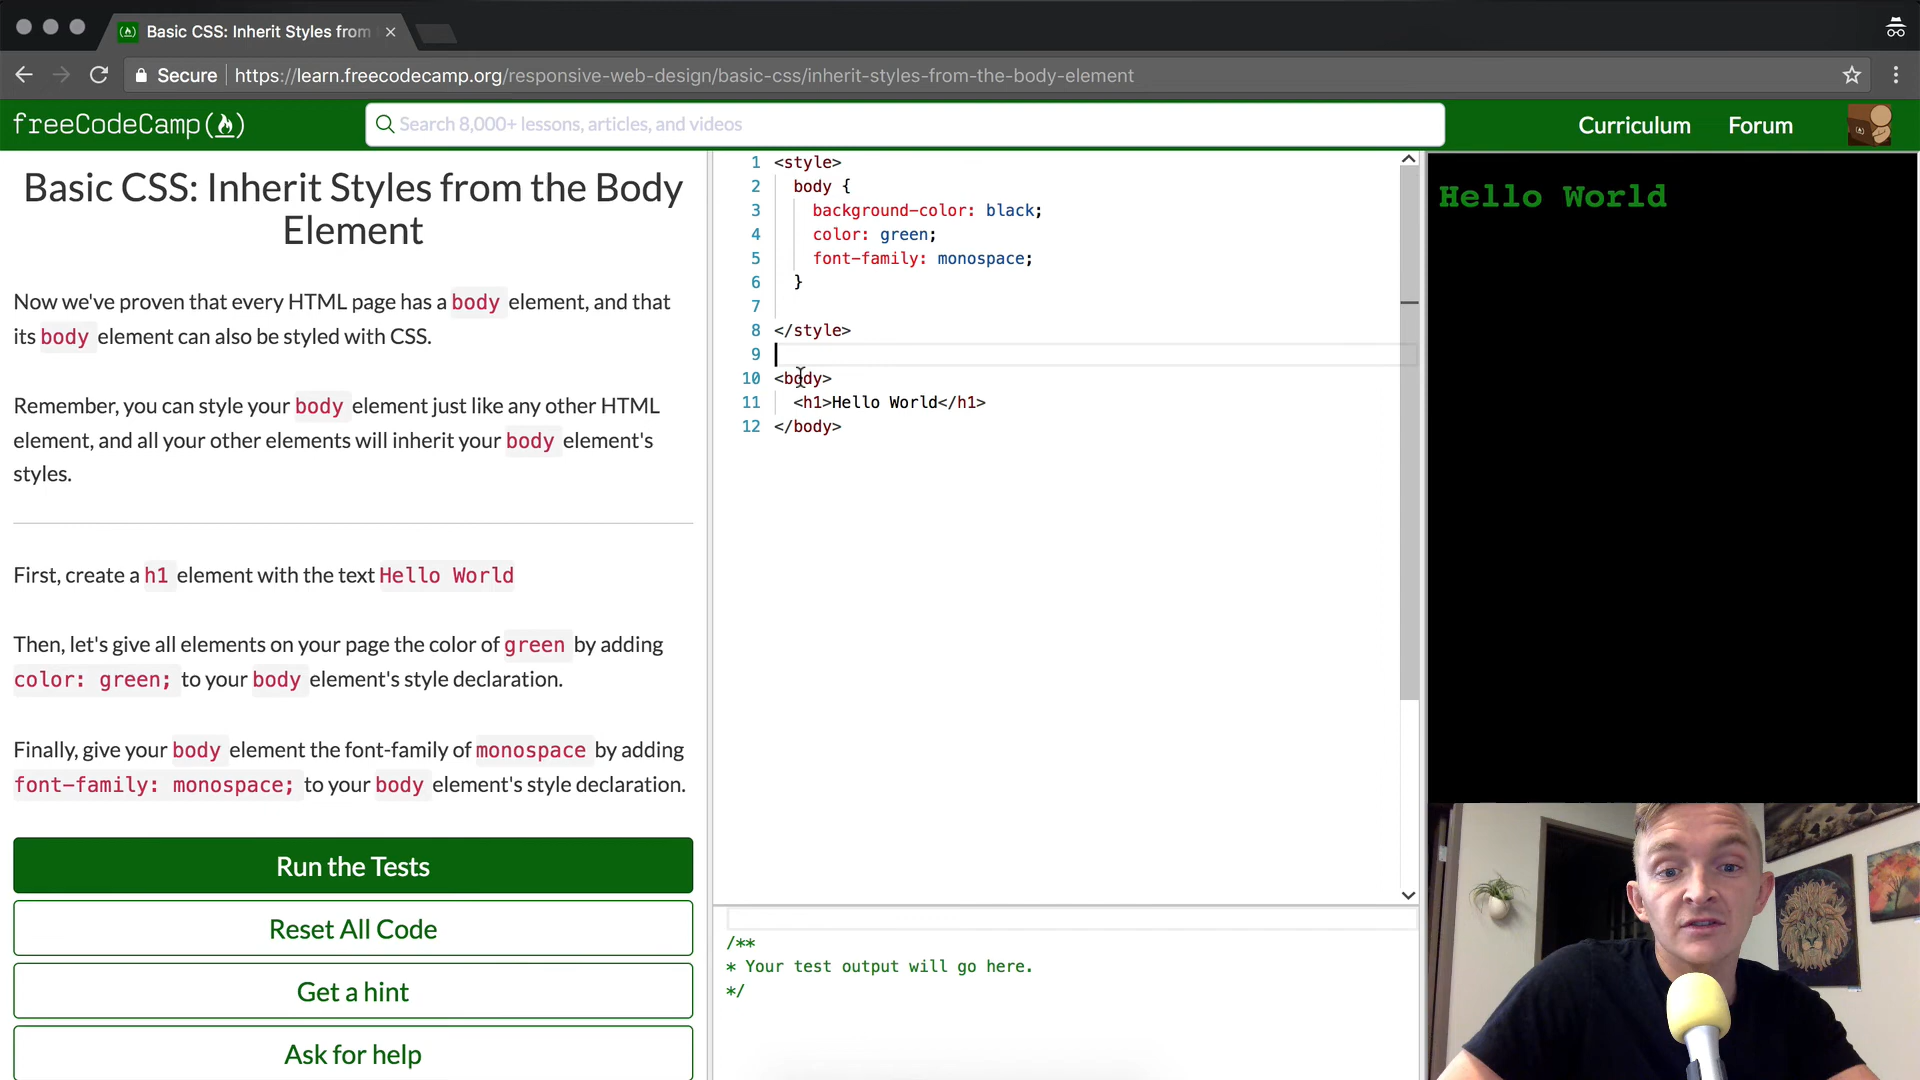 Basic CSS: Inherit Styles from
Secure
https://learn.freecodecamp.org/responsive-web-design/basic-css/inherit-styles-from-the-body-element
freeCodeCamp
Search 8,000+ lessons, articles, and videos
Curriculum
Forum
Basic CSS: Inherit Styles from the Body
Element
Now we've proven that every HTML page has a body element, and that
its body element can also be styled with CSS.
Remember, you can style your body element just like any other HTML
element, and all your other elements will inherit your body element's
styles.
First, create a h1 element with the text Hello World
Then, let's give all elements on your page the color of green by adding
color: green; to your body element's style declaration.
Finally, give your body element the font-family of monospace by adding
font-family: monospace; to your body element's style declaration.
Run the Tests
Reset All Code
Get a hint
Ask for help
1 <style>
2 body {
3 background-color: black;
4 color: green;
5 font-family: monospace;
6 }
7
8 </style>
9
10 <body>
11 <h1>Hello World</h1>
12 </body>
/**
* Your test output will go here.
*/
Hello World